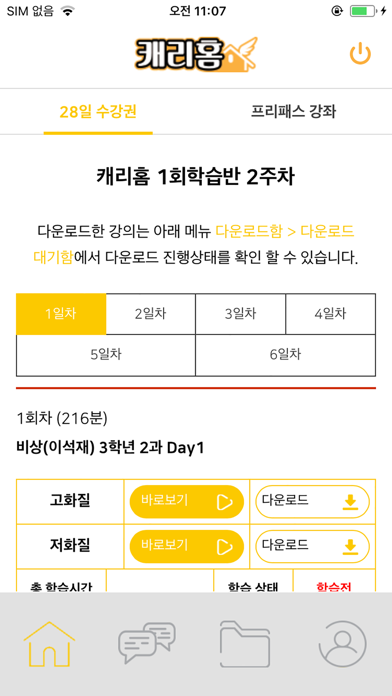 SIM 없음 오전 11:07
캐리홈
28일 수강권 프리패스 강좌
캐리홈 1회학습반 2주차
다운로드한 강의는 아래 메뉴 다운로드함 > 다운로드
대기함에서 다운로드 진행상태를 확인 할 수 있습니다.
1일차 2일차 3일차 4일차
5일차 6일차
1회차 (216분)
비상(이석재) 3학년 2과 Day1
고화질 바로보기 다운로드
저화질 바로보기 다운로드
총 학습시간 학습 상태 학습전